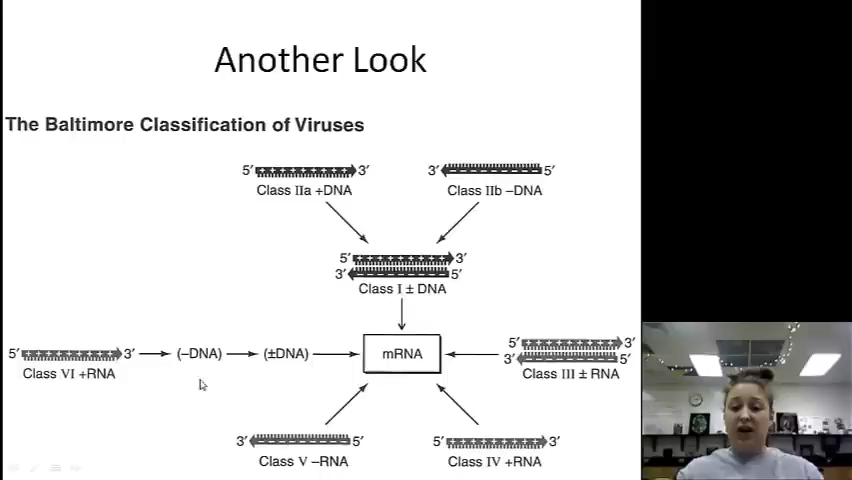 Another Look
The Baltimore Classification of Viruses
5′ 3′ 3′ 5′
Class IIa +DNA Class IIb −DNA
5′ 3′
3′ 5′
Class I ± DNA
5′ 3′ (−DNA) (±DNA) mRNA 5′ 3′
3′ 5′
Class VI +RNA Class III ± RNA
3′ 5′ 5′ 3′
Class V −RNA Class IV +RNA